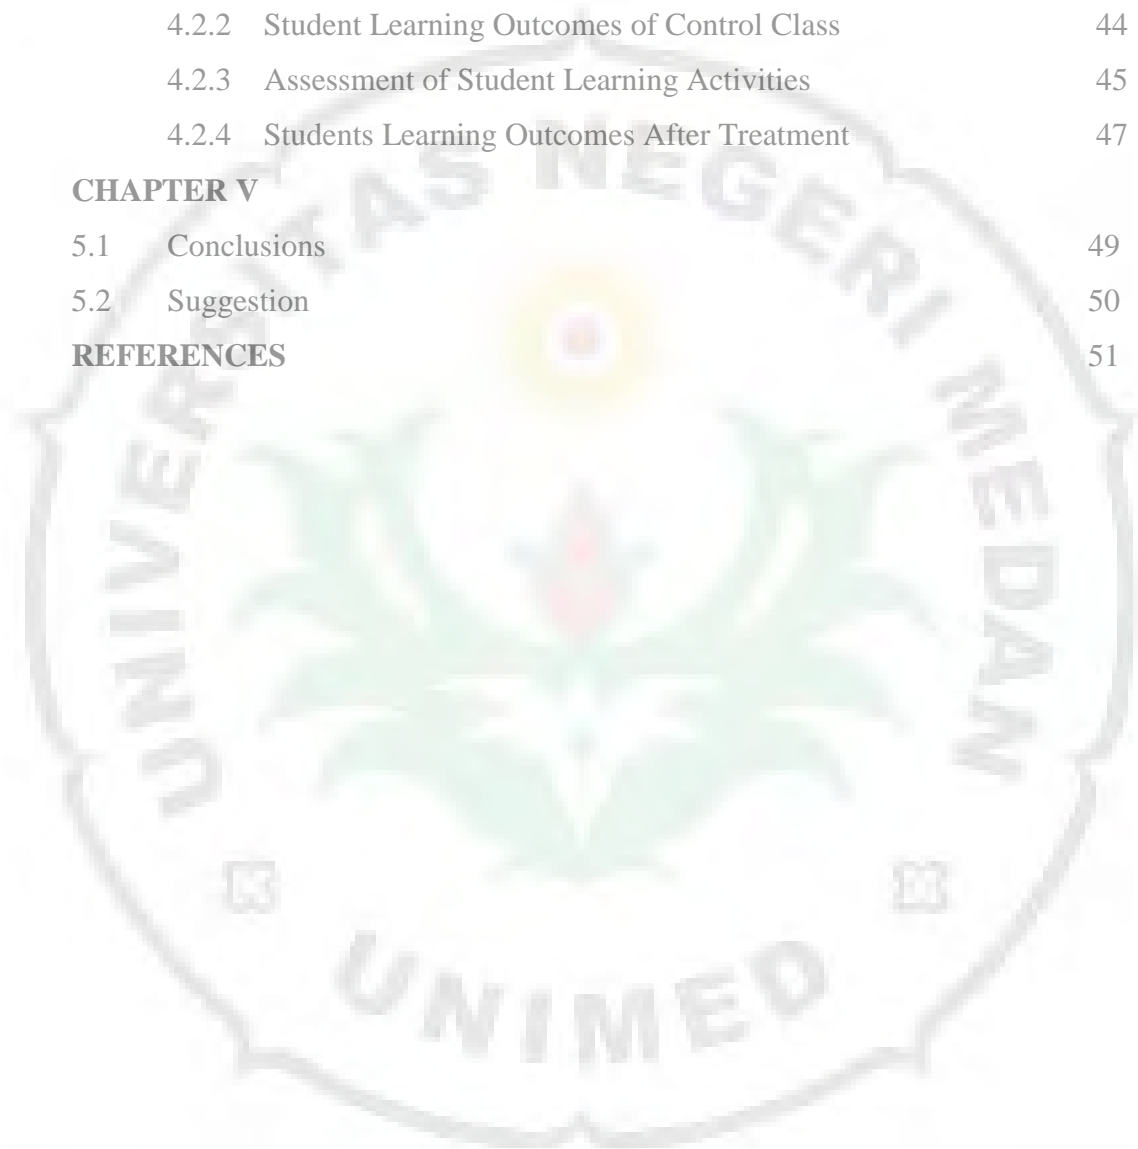 4.2.2 Student Learning Outcomes of Control Class 44
4.2.3 Assessment of Student Learning Activities 45
4.2.4 Students Learning Outcomes After Treatment 47
CHAPTER V
5.1 Conclusions 49
5.2 Suggestion 50
REFERENCES 51
UNIVERSITAS NEGERI MEDAN
UNIMED